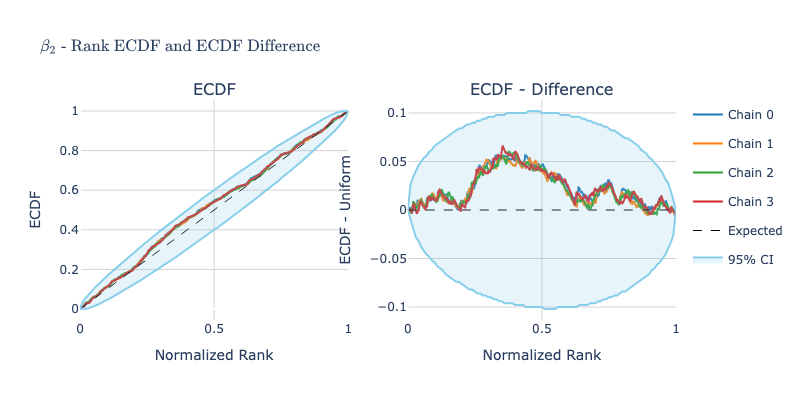 β₂ - Rank ECDF and ECDF Difference
ECDF
ECDF - Difference
ECDF
1
0.8
0.6
0.4
0.2
0
0
0.5
1
Normalized Rank
ECDF - Uniform
0.1
0.05
0
−0.05
−0.1
0
0.5
1
Normalized Rank
Chain 0
Chain 1
Chain 2
Chain 3
Expected
95% CI